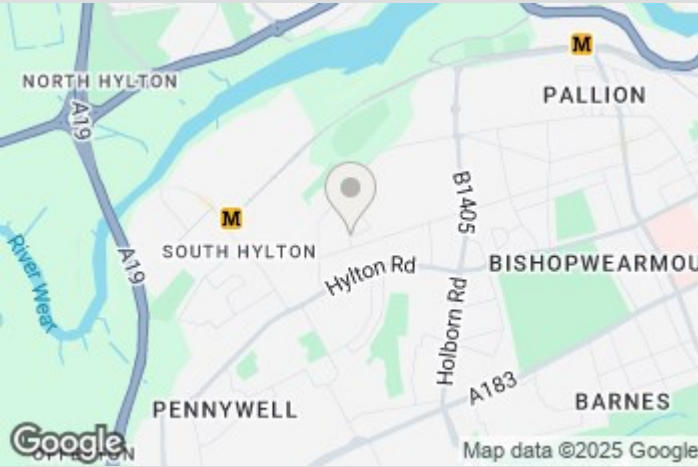 M
PALLION
NORTH HYLTON
A19
B1405
M
SOUTH HYLTON
A19
River Wear
Hylton Rd
BISHOPWEARMOU
Holborn Rd
A183
PENNYWELL
BARNES
Google
Map data ©2025 Google